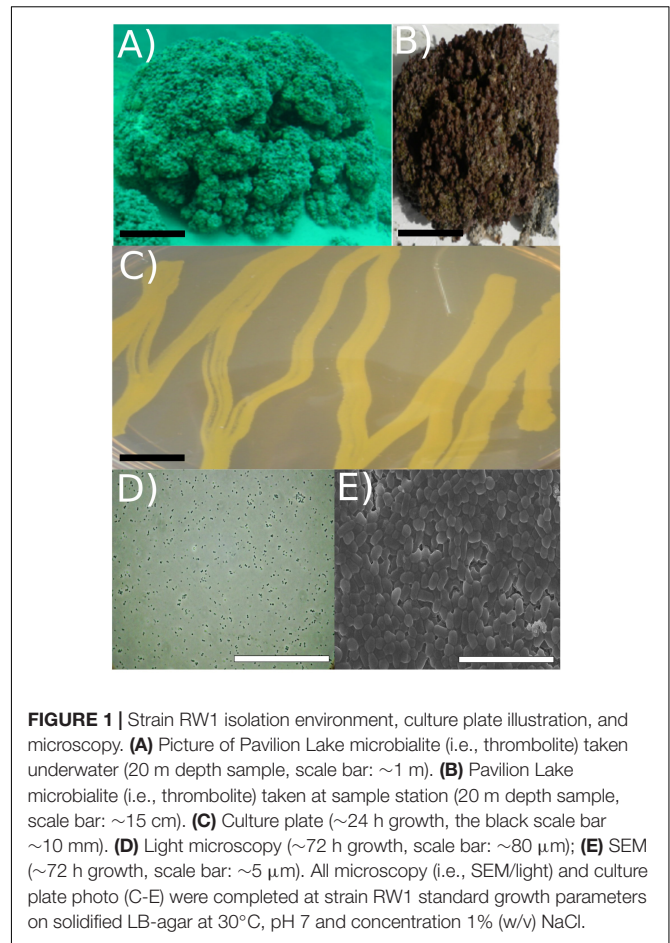 A)
B)
C)
D)
E)
FIGURE 1 | Strain RW1 isolation environment, culture plate illustration, and
microscopy. (A) Picture of Pavilion Lake microbialite (i.e., thrombolite) taken
underwater (20 m depth sample, scale bar: ∼1 m). (B) Pavilion Lake
microbialite (i.e., thrombolite) taken at sample station (20 m depth sample,
scale bar: ∼15 cm). (C) Culture plate (∼24 h growth, the black scale bar
∼10 mm). (D) Light microscopy (∼72 h growth, scale bar: ∼80 μm); (E) SEM
(∼72 h growth, scale bar: ∼5 μm). All microscopy (i.e., SEM/light) and culture
plate photo (C-E) were completed at strain RW1 standard growth parameters
on solidified LB-agar at 30°C, pH 7 and concentration 1% (w/v) NaCl.